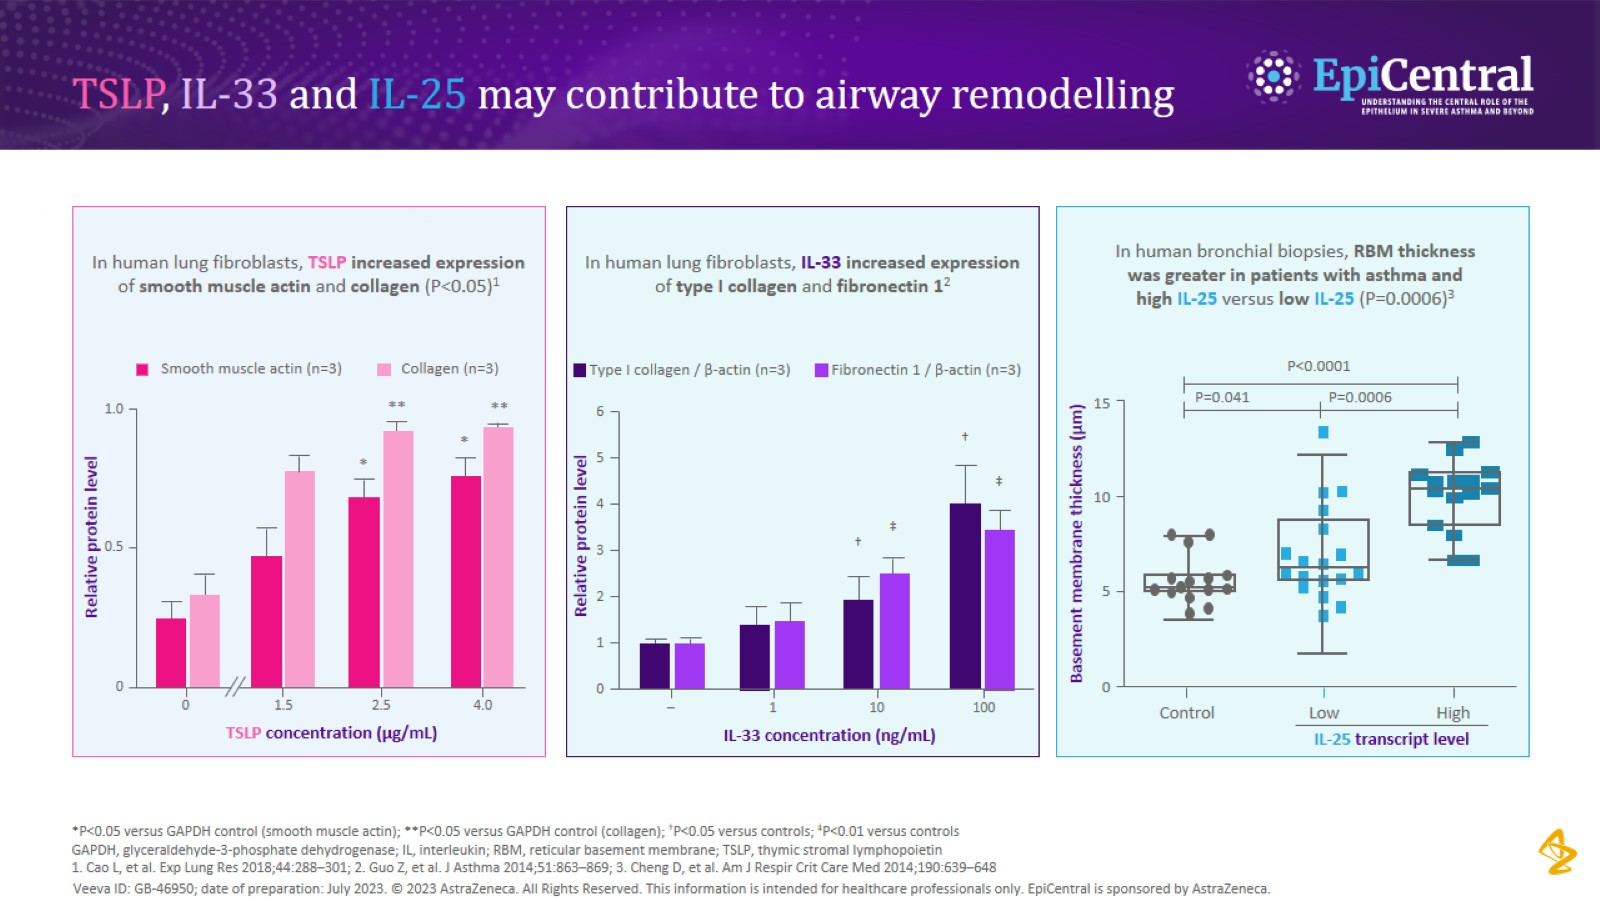 TSLP, IL-33 and IL-25 may contribute to airway remodelling
EpiCentral
UNDERSTANDING THE CENTRAL ROLE OF THE
EPITHELIUM IN SEVERE ASTHMA AND BEYOND
In human lung fibroblasts, TSLP increased expression
of smooth muscle actin and collagen (P<0.05)¹
Smooth muscle actin (n=3) Collagen (n=3)
Relative protein level
1.0
0.5
0
* ** * **
0 1.5 2.5 4.0
TSLP concentration (µg/mL)
In human lung fibroblasts, IL-33 increased expression
of type I collagen and fibronectin 1²
Type I collagen / β-actin (n=3) Fibronectin 1 / β-actin (n=3)
Relative protein level
6
5
4
3
2
1
0
† ‡ † ‡
– 1 10 100
IL-33 concentration (ng/mL)
In human bronchial biopsies, RBM thickness
was greater in patients with asthma and
high IL-25 versus low IL-25 (P=0.0006)³
P<0.0001
P=0.041 P=0.0006
Basement membrane thickness (µm)
15
10
5
0
Control Low High
IL-25 transcript level
*P<0.05 versus GAPDH control (smooth muscle actin); **P<0.05 versus GAPDH control (collagen); †P<0.05 versus controls; ‡P<0.01 versus controls
GAPDH, glyceraldehyde-3-phosphate dehydrogenase; IL, interleukin; RBM, reticular basement membrane; TSLP, thymic stromal lymphopoietin
1. Cao L, et al. Exp Lung Res 2018;44:288–301; 2. Guo Z, et al. J Asthma 2014;51:863–869; 3. Cheng D, et al. Am J Respir Crit Care Med 2014;190:639–648
Veeva ID: GB-46950; date of preparation: July 2023. © 2023 AstraZeneca. All Rights Reserved. This information is intended for healthcare professionals only. EpiCentral is sponsored by AstraZeneca.